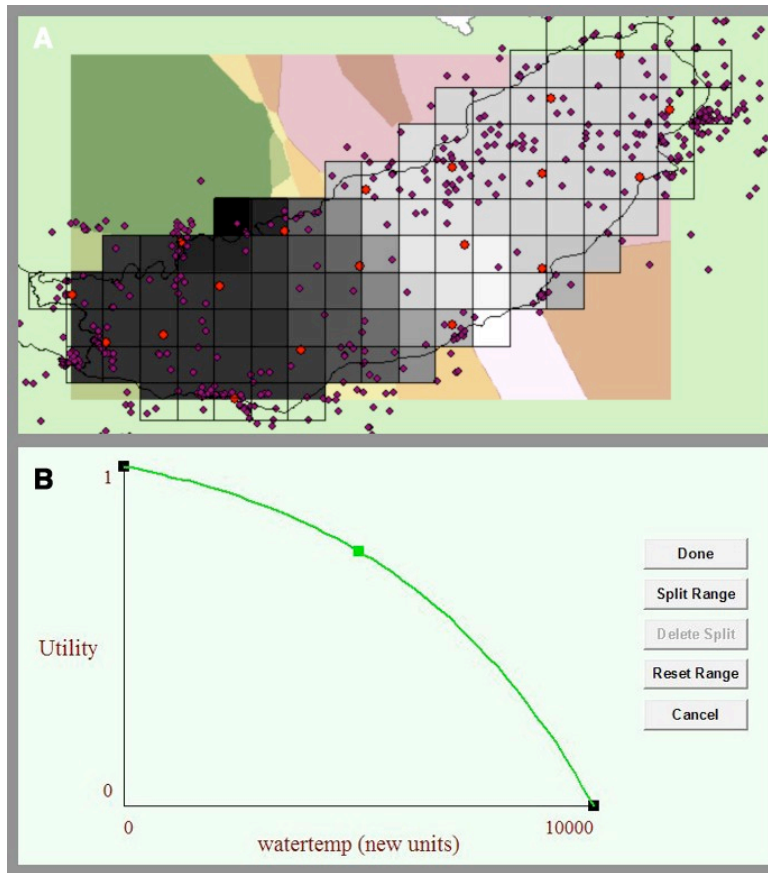 A
B
1
Utility
0
0
10000
watertemp (new units)
Done
Split Range
Delete Split
Reset Range
Cancel